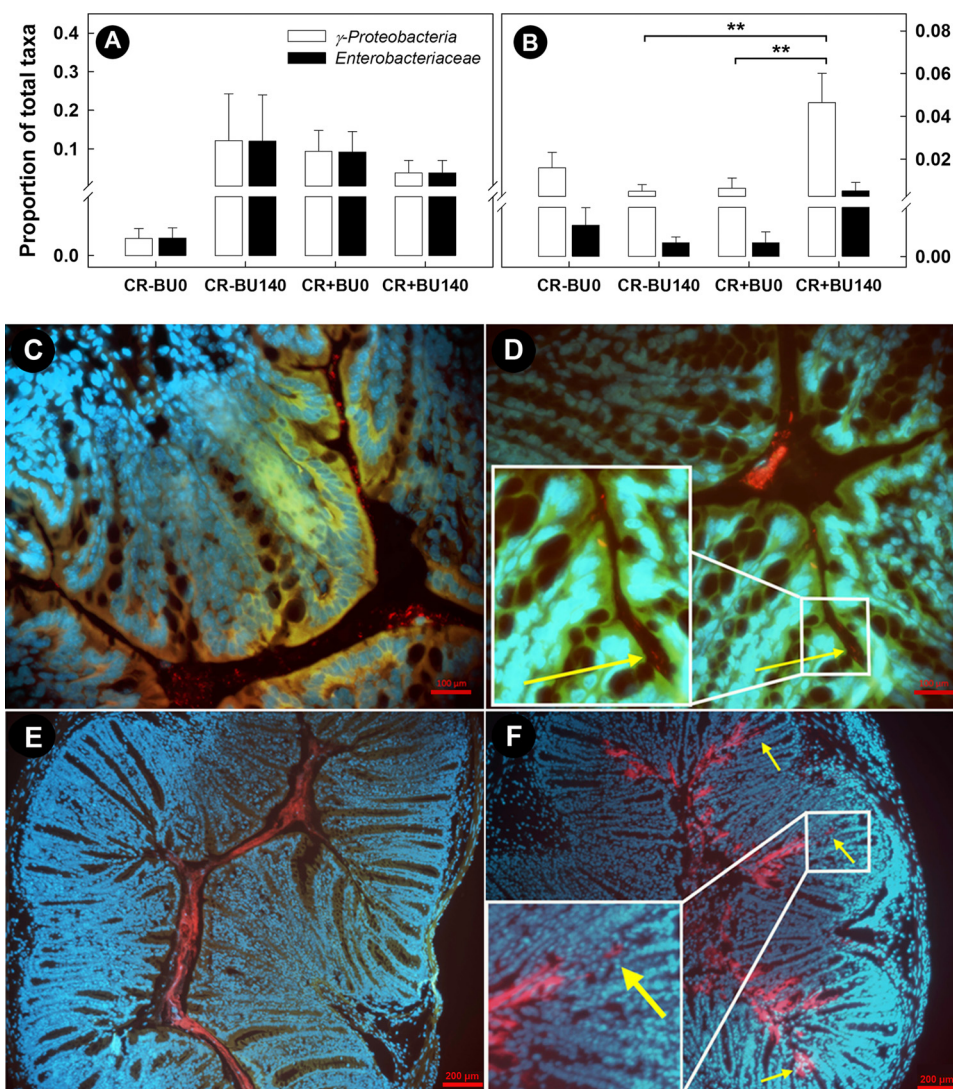 A
γ-Proteobacteria
Enterobacteriaceae
Proportion of total taxa
0.4
0.3
0.2
0.1
0.0
CR-BU0 CR-BU140 CR+BU0 CR+BU140
B
**
**
0.08
0.06
0.04
0.02
0.00
CR-BU0 CR-BU140 CR+BU0 CR+BU140
C
100 µm
D
E
200 µm
F
200 µm